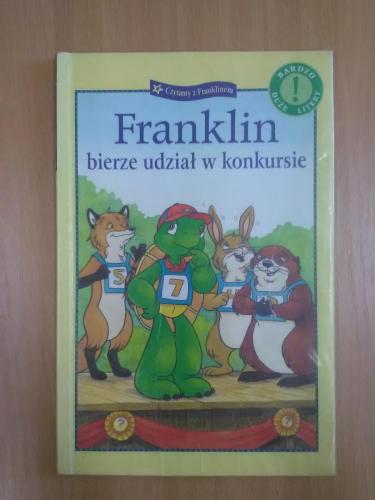 Czytamy z Franklinem
BARDZO
DUŻE LITERY
!
Franklin
bierze udział w konkursie
5
7
?
?